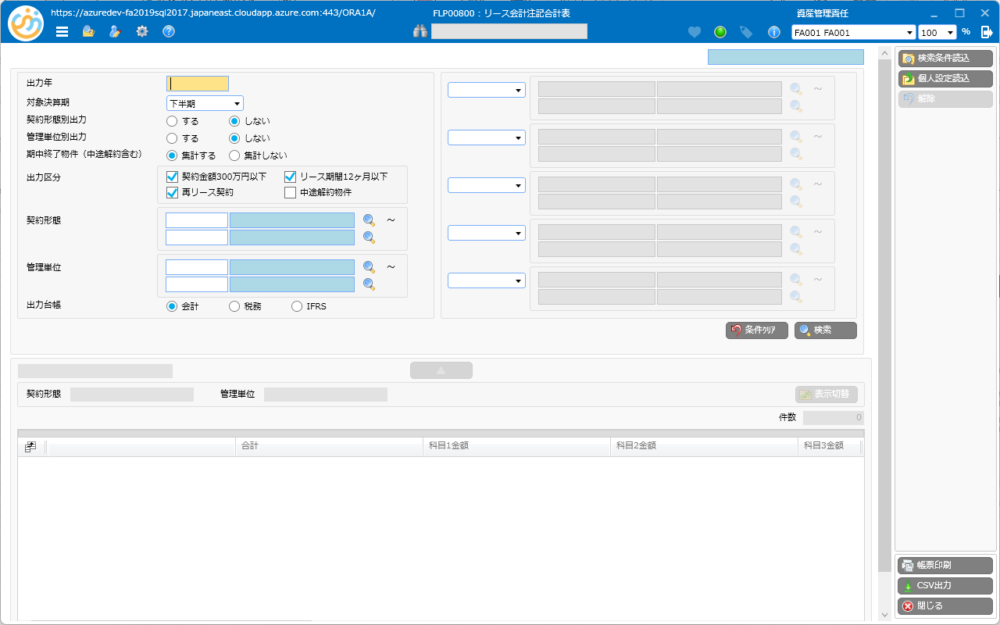 https://azuredev-fa2019sql2017.japaneast.cloudapp.azure.com:443/ORA1A/
FLP00800：リース会計注記合計表
資産管理責任
FA001 FA001
100
%
検索条件読込
個人設定読込
解除
出力年
対象決算期
下半期
契約形態別出力
する
しない
管理単位別出力
する
しない
期中終了物件（中途解約含む）
集計する
集計しない
出力区分
契約金額300万円以下
リース期間12ヶ月以下
再リース契約
中途解約物件
契約形態
～
管理単位
～
出力台帳
会計
税務
IFRS
～
～
～
～
～
条件ｸﾘｱ
検索
契約形態
管理単位
表示切替
件数
0
合計
科目1金額
科目2金額
科目3金額
帳票印刷
CSV出力
閉じる